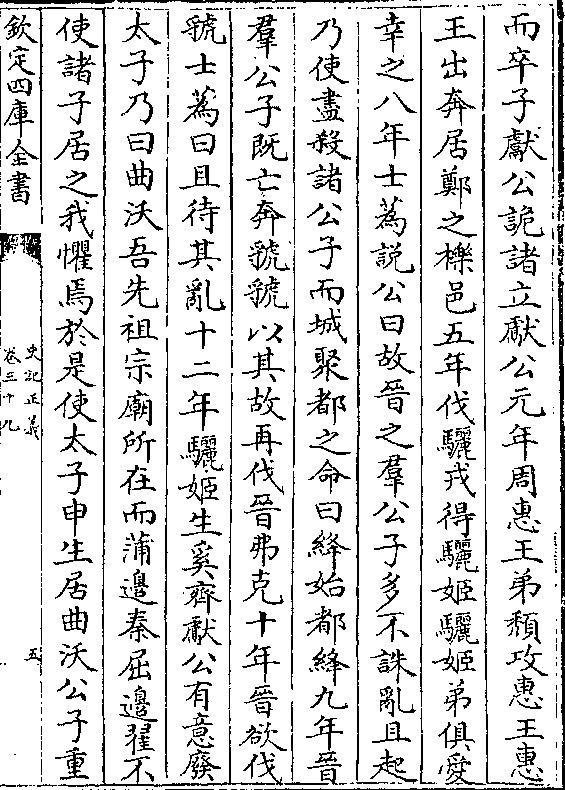 而卒子獻公詭諸立獻公元年周惠王弟頽攻惠王惠
王出奔居鄭之櫟邑五年伐驪戎得驪姬驪姬弟俱愛
幸之八年士蒍説公曰故晉之羣公子多不誅亂且起
乃使盡殺諸公子而城聚都之命曰絳始都絳九年晉
羣公子既亡奔虢虢以其故再伐晉弗克十年晉欲伐
虢士蒍曰且待其亂十二年驪姬生奚齊獻公有意廢
太子乃曰曲沃吾先祖宗廟所在而蒲邊秦屈邊翟不
使諸子居之我懼焉於是使太子申生居曲沃公子重
欽定四庫全書
史記正義
卷三十九
五